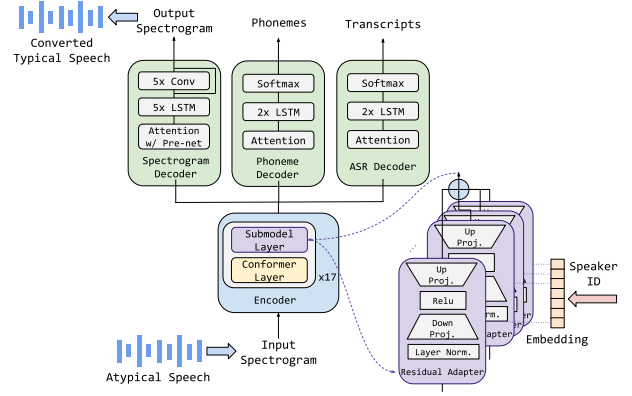 Output
Spectrogram
Phonemes
Transcripts
Converted
Typical Speech
5x Conv
5x LSTM
Attention
w/ Pre-net
Spectrogram
Decoder
Softmax
2x LSTM
Attention
Phoneme
Decoder
Softmax
2x LSTM
Attention
ASR Decoder
Submodel
Layer
Conformer
Layer
x17
Encoder
Input
Spectrogram
Atypical Speech
Up
Proj.
Norm.
Adapter
Up
Proj.
Relu
Down
Proj.
Layer Norm.
Residual Adapter
Speaker
ID
Embedding